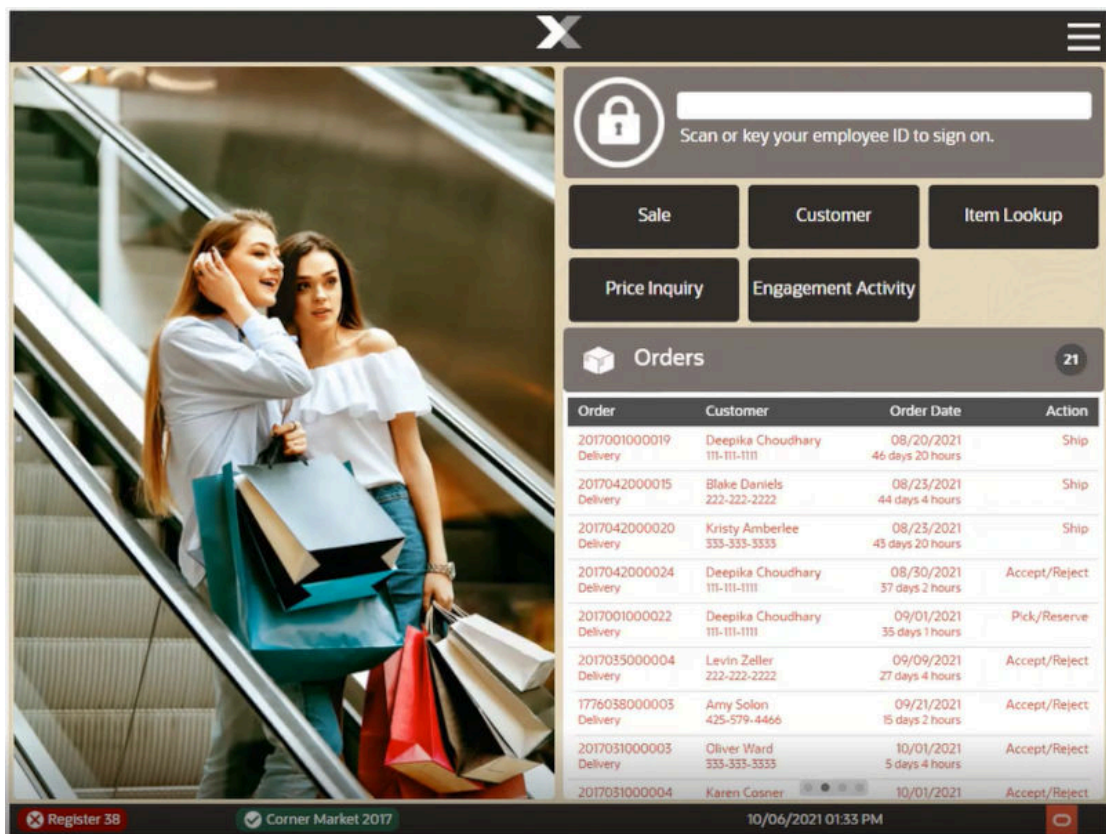 Scan or key your employee ID to sign on.
Sale Customer Item Lookup
Price Inquiry Engagement Activity
Orders 21
Order Customer Order Date Action
2017001000019 Deepika Choudhary 08/20/2021 Ship
Delivery 111-111-1111 46 days 20 hours
2017042000015 Blake Daniels 08/23/2021 Ship
Delivery 222-222-2222 44 days 4 hours
2017042000020 Kristy Amberlee 08/23/2021 Ship
Delivery 333-333-3333 43 days 20 hours
2017042000024 Deepika Choudhary 08/30/2021 Accept/Reject
Delivery 111-111-1111 37 days 2 hours
2017001000022 Deepika Choudhary 09/01/2021 Pick/Reserve
Delivery 111-111-1111 35 days 1 hours
2017035000004 Levin Zeller 09/09/2021 Accept/Reject
Delivery 222-222-2222 27 days 4 hours
1776038000003 Amy Solon 09/21/2021 Accept/Reject
Delivery 425-579-4466 15 days 2 hours
2017031000003 Oliver Ward 10/01/2021 Accept/Reject
Delivery 333-333-3333 5 days 4 hours
2017031000004 Karen Cosner 10/01/2021 Accept/Reject
Register 38 Corner Market 2017 10/06/2021 01:33 PM